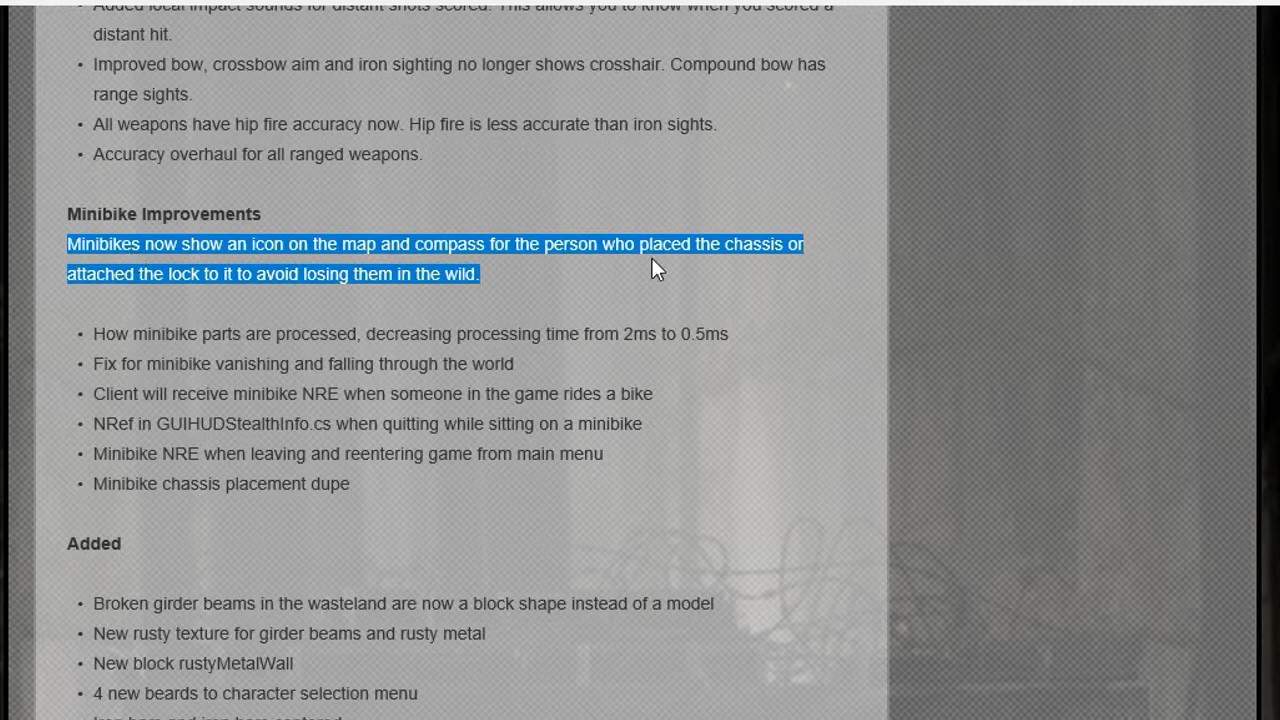 Added local impact sounds for distant shots scored. This allows you to know when you scored a
distant hit.
• Improved bow, crossbow aim and iron sighting no longer shows crosshair. Compound bow has
range sights.
• All weapons have hip fire accuracy now. Hip fire is less accurate than iron sights.
• Accuracy overhaul for all ranged weapons.
Minibike Improvements
Minibikes now show an icon on the map and compass for the person who placed the chassis or
attached the lock to it to avoid losing them in the wild.
• How minibike parts are processed, decreasing processing time from 2ms to 0.5ms
• Fix for minibike vanishing and falling through the world
• Client will receive minibike NRE when someone in the game rides a bike
• NRef in GUIHUDStealthInfo.cs when quitting while sitting on a minibike
• Minibike NRE when leaving and reentering game from main menu
• Minibike chassis placement dupe
Added
• Broken girder beams in the wasteland are now a block shape instead of a model
• New rusty texture for girder beams and rusty metal
• New block rustyMetalWall
• 4 new beards to character selection menu